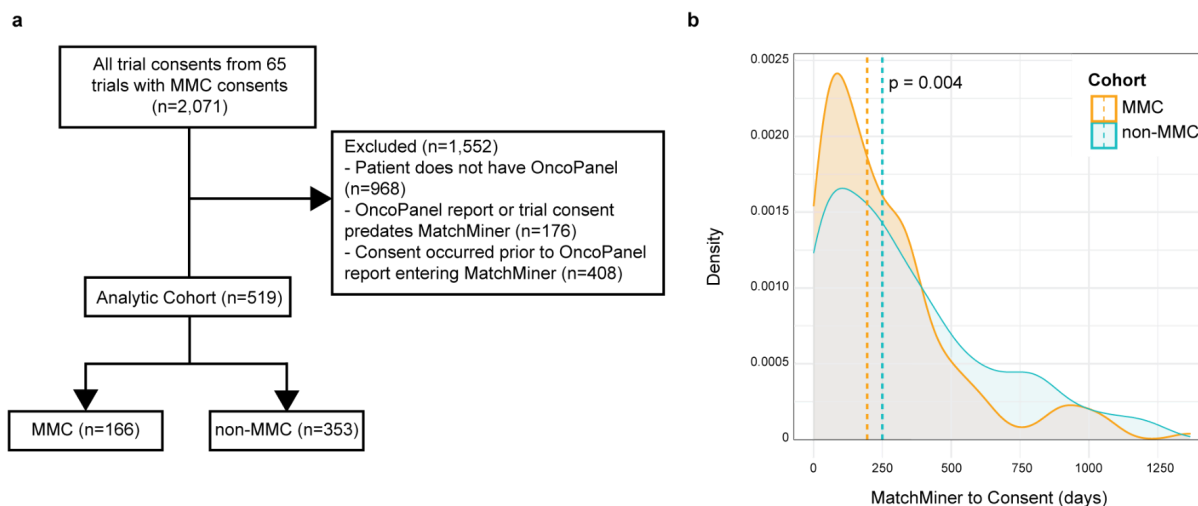 a
All trial consents from 65
trials with MMC consents
(n=2,071)
Excluded (n=1,552)
- Patient does not have OncoPanel
(n=968)
- OncoPanel report or trial consent
predates MatchMiner (n=176)
- Consent occurred prior to OncoPanel
report entering MatchMiner (n=408)
Analytic Cohort (n=519)
MMC (n=166)
non-MMC (n=353)
b
0.0025
0.0020
0.0015
0.0010
0.0005
0
Density
p = 0.004
Cohort
MMC
non-MMC
0
250
500
750
1000
1250
MatchMiner to Consent (days)